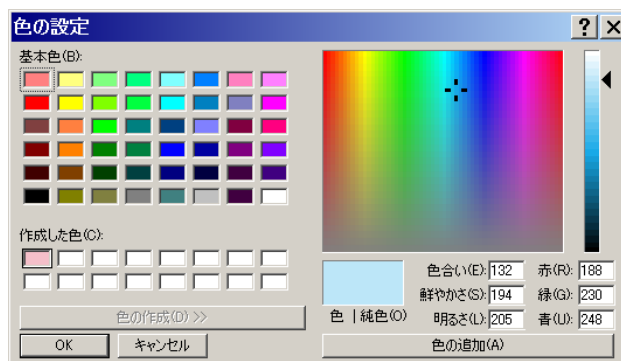 色の設定
基本色(B):
作成した色(C):
色の作成(D) >>
OK キャンセル
色 | 純色(O)
色合い(E): 132 赤(R): 188
鮮やかさ(S): 194 緑(G): 230
明るさ(L): 205 青(U): 248
色の追加(A)